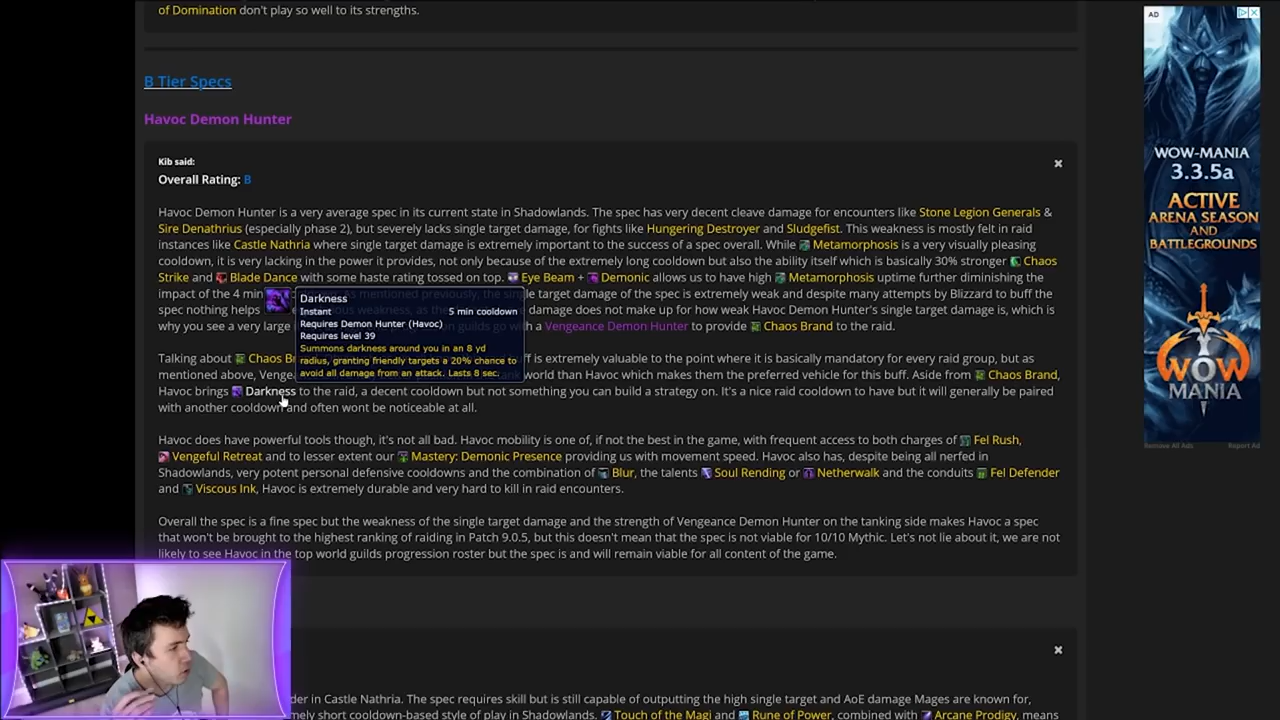 of Domination don't play so well to its strengths.
B Tier Specs
Havoc Demon Hunter
Kib said:
Overall Rating: B
Havoc Demon Hunter is a very average spec in its current state in Shadowlands. The spec has very decent cleave damage for encounters like Stone Legion Generals &
Sire Denathrius (especially phase 2), but severely lacks single target damage, for fights like Hungering Destroyer and Sludgefist. This weakness is mostly felt in raid
instances like Castle Nathria where single target damage is extremely important to the success of a spec overall. While Metamorphosis is a very visually pleasing
cooldown, it is very lacking in the power it provides, not only because of the extremely long cooldown but also the ability itself which is basically 30% stronger Chaos
Strike and Blade Dance with some haste rating tossed on top. Eye Beam + Demonic allows us to have high Metamorphosis uptime further diminishing the
impact of the 4 min single target damage of the spec is extremely weak and despite many attempts by Blizzard to buff the
spec nothing helps damage does not make up for how weak Havoc Demon Hunter's single target damage is, which is
why you see a very large guilds go with a Vengeance Demon Hunter to provide Chaos Brand to the raid.
Darkness
Instant 5 min cooldown
Requires Demon Hunter (Havoc)
Requires level 39
Summons darkness around you in an 8 yd
radius, granting friendly targets a 20% chance to
avoid all damage from an attack. Lasts 8 sec.
Talking about Chaos is extremely valuable to the point where it is basically mandatory for every raid group, but as
mentioned above, world than Havoc which makes them the preferred vehicle for this buff. Aside from Chaos Brand,
Havoc brings Darkness to the raid, a decent cooldown but not something you can build a strategy on. It's a nice raid cooldown to have but it will generally be paired
with another cooldown and often wont be noticeable at all.
Havoc does have powerful tools though, it's not all bad. Havoc mobility is one of, if not the best in the game, with frequent access to both charges of Fel Rush,
Vengeful Retreat and to lesser extent our Mastery: Demonic Presence providing us with movement speed. Havoc also has, despite being all nerfed in
Shadowlands, very potent personal defensive cooldowns and the combination of Blur, the talents Soul Rending or Netherwalk and the conduits Fel Defender
and Viscous Ink, Havoc is extremely durable and very hard to kill in raid encounters.
Overall the spec is a fine spec but the weakness of the single target damage and the strength of Vengeance Demon Hunter on the tanking side makes Havoc a spec
that won't be brought to the highest ranking of raiding in Patch 9.0.5, but this doesn't mean that the spec is not viable for 10/10 Mythic. Let's not lie about it, we are not
likely to see Havoc in the top world guilds progression roster but the spec is and will remain viable for all content of the game.
in Castle Nathria. The spec requires skill but is still capable of outputting the high single target and AoE damage Mages are known for,
short cooldown-based style of play in Shadowlands. Touch of the Magi and Rune of Power, combined with Arcane Prodigy, means
AD
WOW-MANIA
3.3.5a
ACTIVE
ARENA SEASON
AND
BATTLEGROUNDS
WOW
MANIA
Remove All Ads Report Ad